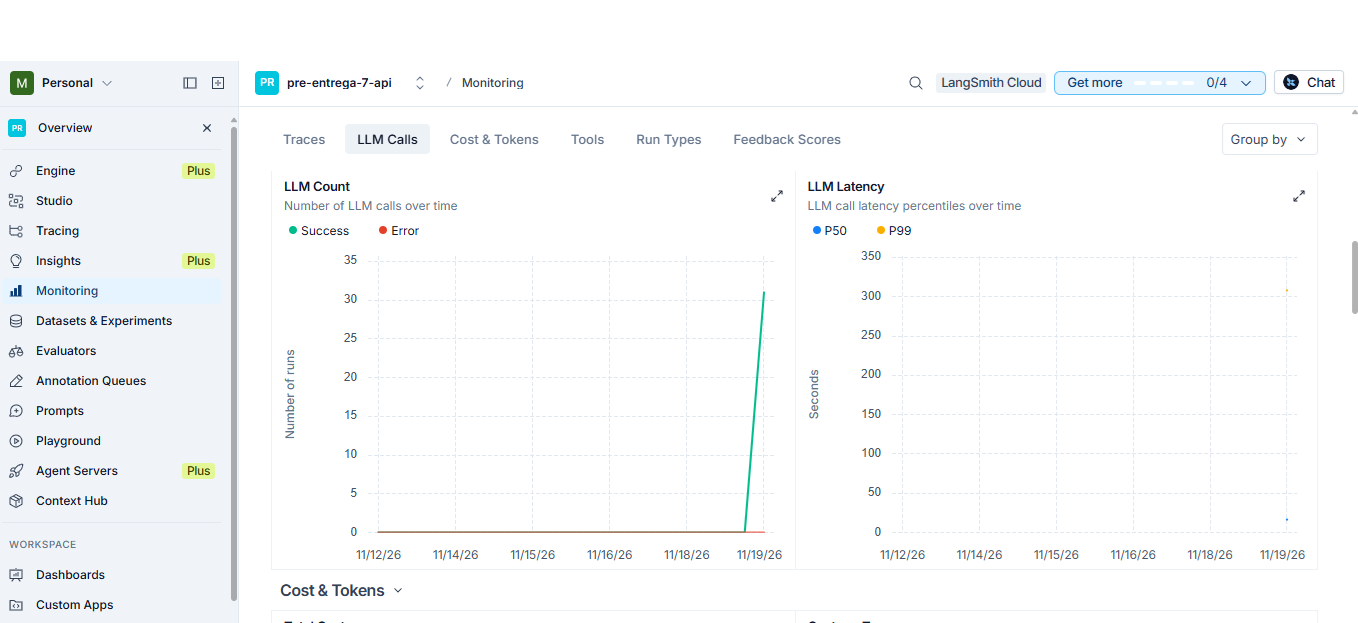 M Personal
PR pre-entrega-7-api / Monitoring
LangSmith Cloud
Get more 0/4
Chat
PR Overview
Engine Plus
Studio
Tracing
Insights Plus
Monitoring
Datasets & Experiments
Evaluators
Annotation Queues
Prompts
Playground
Agent Servers Plus
Context Hub
WORKSPACE
Dashboards
Custom Apps
Traces LLM Calls Cost & Tokens Tools Run Types Feedback Scores
Group by
LLM Count
Number of LLM calls over time
Success Error
Number of runs
35
30
25
20
15
10
5
0
11/12/26 11/14/26 11/15/26 11/16/26 11/18/26 11/19/26
LLM Latency
LLM call latency percentiles over time
P50 P99
Seconds
350
300
250
200
150
100
50
0
11/12/26 11/14/26 11/15/26 11/16/26 11/18/26 11/19/26
Cost & Tokens